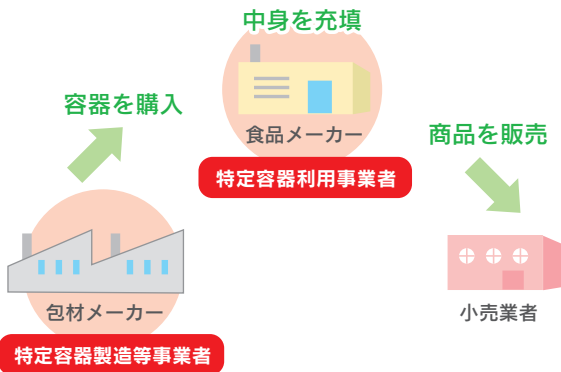 中身を充填
容器を購入
食品メーカー
商品を販売
特定容器利用事業者
包材メーカー
小売業者
特定容器製造等事業者